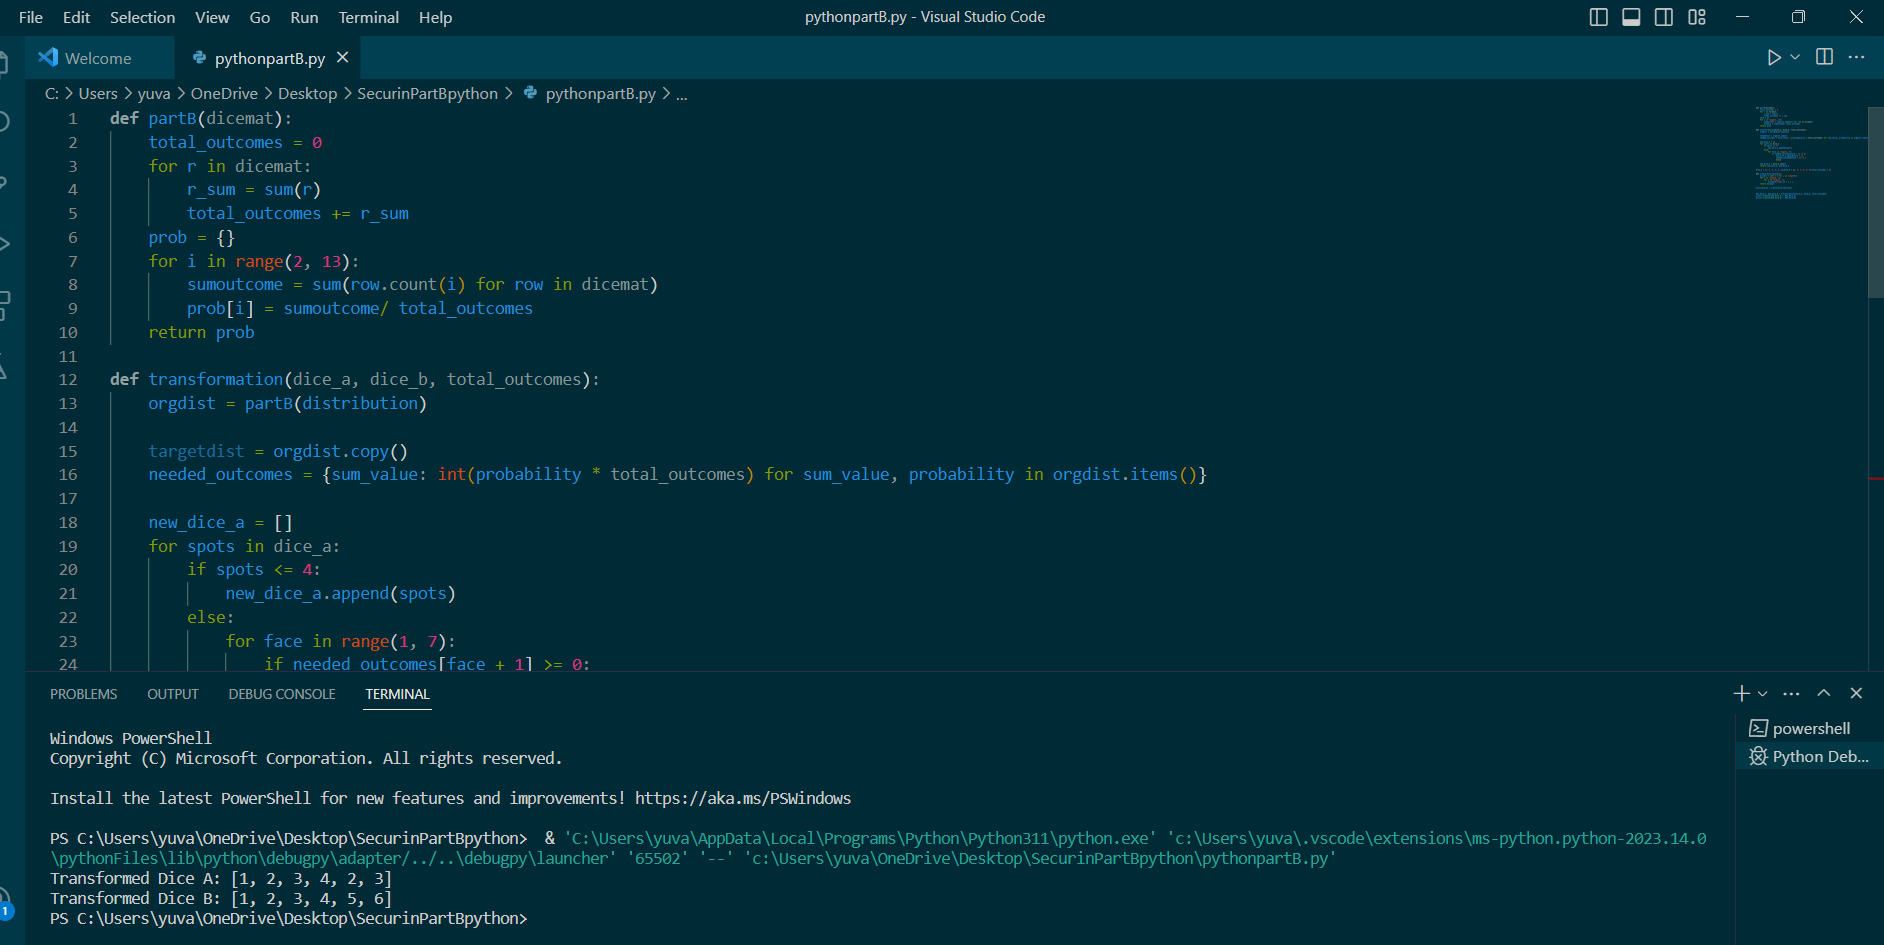 File Edit Selection View Go Run Terminal Help pythonpartB.py - Visual Studio Code
Welcome pythonpartB.py
C: > Users > yuva > OneDrive > Desktop > SecurinPartBpython > pythonpartB.py > ...
1 def partB(dicemat):
2 total_outcomes = 0
3 for r in dicemat:
4 r_sum = sum(r)
5 total_outcomes += r_sum
6 prob = {}
7 for i in range(2, 13):
8 sumoutcome = sum(row.count(i) for row in dicemat)
9 prob[i] = sumoutcome/ total_outcomes
10 return prob
11
12 def transformation(dice_a, dice_b, total_outcomes):
13 orgdist = partB(distribution)
14
15 targetdist = orgdist.copy()
16 needed_outcomes = {sum_value: int(probability * total_outcomes) for sum_value, probability in orgdist.items()}
17
18 new_dice_a = []
19 for spots in dice_a:
20 if spots <= 4:
21 new_dice_a.append(spots)
22 else:
23 for face in range(1, 7):
24 if needed_outcomes[face + 1] >= 0:
PROBLEMS OUTPUT DEBUG CONSOLE TERMINAL
powershell
Python Deb...
Windows PowerShell
Copyright (C) Microsoft Corporation. All rights reserved.
Install the latest PowerShell for new features and improvements! https://aka.ms/PSWindows
PS C:\Users\yuva\OneDrive\Desktop\SecurinPartBpython> & 'C:\Users\yuva\AppData\Local\Programs\Python\Python311\python.exe' 'c:\Users\yuva\.vscode\extensions\ms-python.python-2023.14.0
\pythonFiles\lib\python\debugpy\adapter/../..\debugpy\launcher' '65502' '--' 'c:\Users\yuva\OneDrive\Desktop\SecurinPartBpython\pythonpartB.py'
Transformed Dice A: [1, 2, 3, 4, 2, 3]
Transformed Dice B: [1, 2, 3, 4, 5, 6]
PS C:\Users\yuva\OneDrive\Desktop\SecurinPartBpython>
1